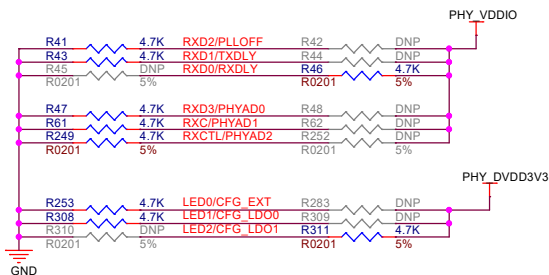 PHY_VDDIO
R41 4.7K RXD2/PLLOFF R42 DNP
R43 4.7K RXD1/TXDLY R44 DNP
R45 DNP RXD0/RXDLY R46 4.7K
R0201 5% R0201 5%
R47 4.7K RXD3/PHYAD0 R48 DNP
R61 4.7K RXC/PHYAD1 R62 DNP
R249 4.7K RXCTL/PHYAD2 R252 DNP
R0201 5% R0201 5%
PHY_DVDD3V3
R253 4.7K LED0/CFG_EXT R283 DNP
R308 4.7K LED1/CFG_LDO0 R309 DNP
R310 DNP LED2/CFG_LDO1 R311 4.7K
R0201 5% R0201 5%
GND